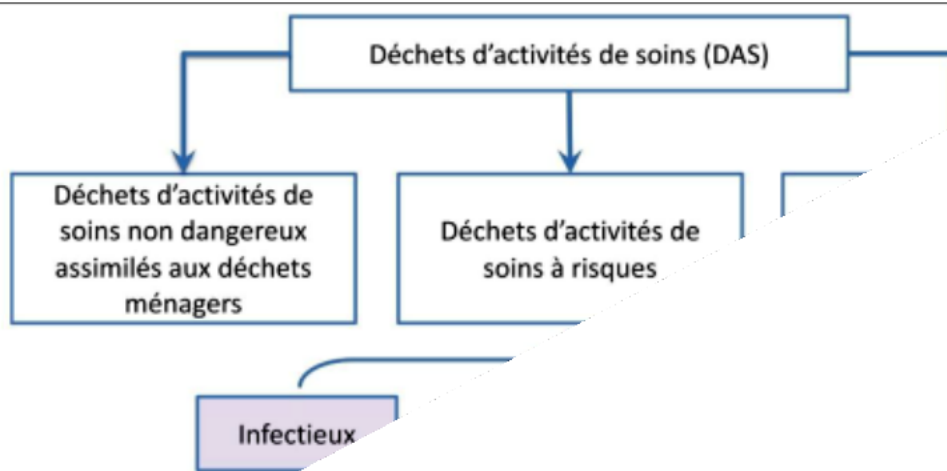 Déchets d'activités de soins (DAS)
Déchets d'activités de
soins non dangereux
assimilés aux déchets
ménagers
Déchets d'activités de
soins à risques
Infectieux